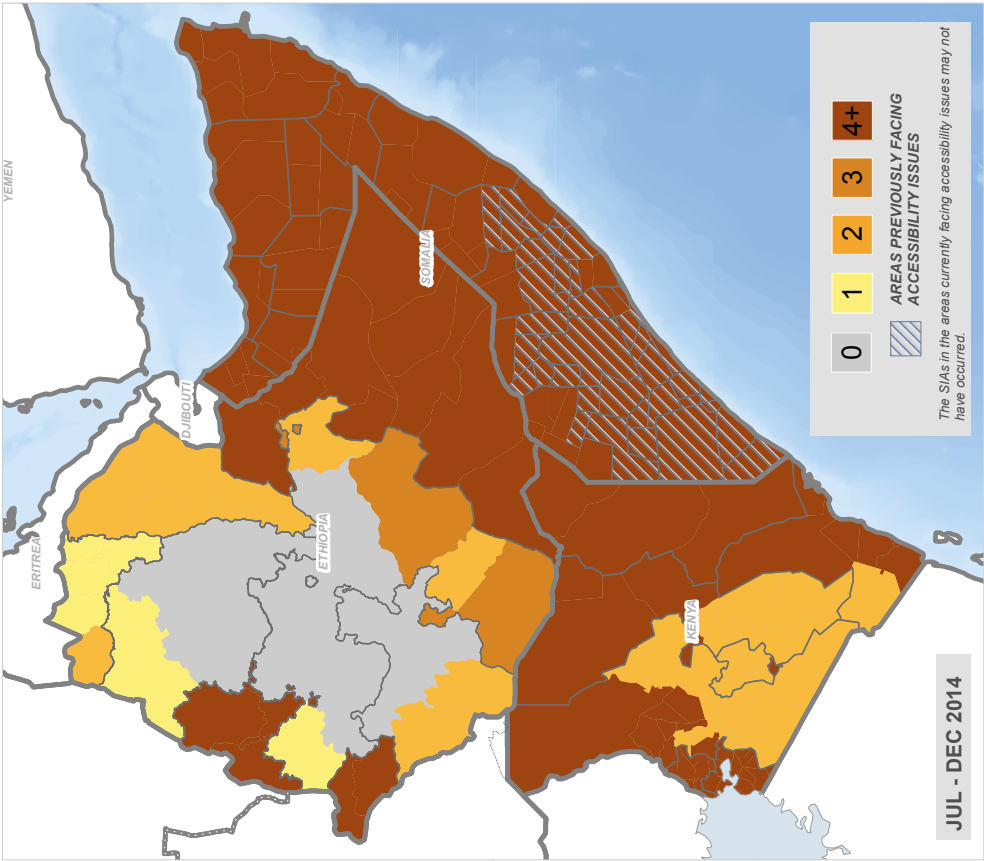 YEMEN
ERITREA
DJIBOUTI
SOMALIA
ETHIOPIA
KENYA
0 1 2 3 4+
AREAS PREVIOUSLY FACING
ACCESSIBILITY ISSUES
The SIAs in the areas currently facing accessibility issues may not
have occurred.
JUL - DEC 2014